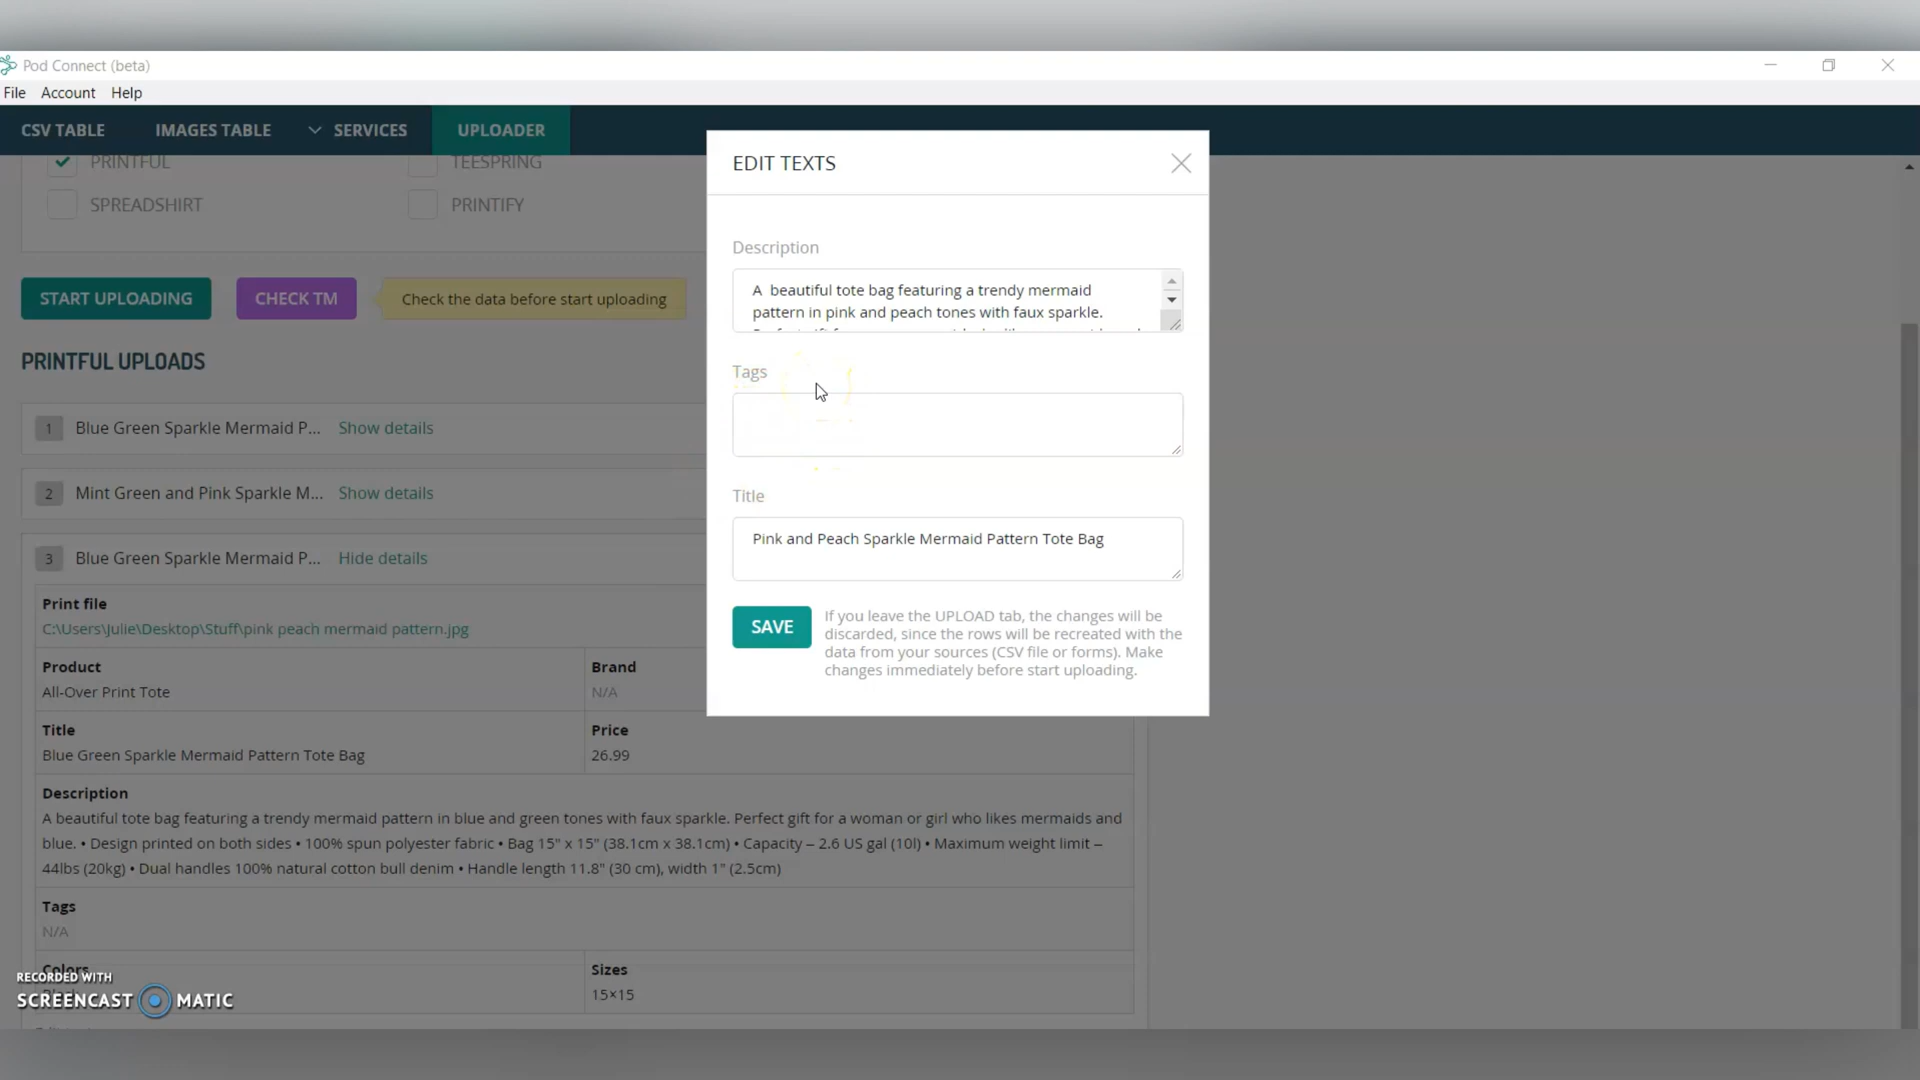 Pod Connect (beta)
File Account Help
CSV TABLE IMAGES TABLE SERVICES UPLOADER
PRINTFUL TEESPRING
SPREADSHIRT PRINTIFY
START UPLOADING CHECK TM Check the data before start uploading
PRINTFUL UPLOADS
1 Blue Green Sparkle Mermaid P... Show details
2 Mint Green and Pink Sparkle M... Show details
3 Blue Green Sparkle Mermaid P... Hide details
Print file
C:\Users\Julie\Desktop\Stuff\pink peach mermaid pattern.jpg
Product Brand
All-Over Print Tote N/A
Title Price
Blue Green Sparkle Mermaid Pattern Tote Bag 26.99
Description
A beautiful tote bag featuring a trendy mermaid pattern in blue and green tones with faux sparkle. Perfect gift for a woman or girl who likes mermaids and
blue. • Design printed on both sides • 100% spun polyester fabric • Bag 15" x 15" (38.1cm x 38.1cm) • Capacity – 2.6 US gal (10l) • Maximum weight limit –
44lbs (20kg) • Dual handles 100% natural cotton bull denim • Handle length 11.8" (30 cm), width 1" (2.5cm)
Tags
N/A
Colors Sizes
15×15
EDIT TEXTS
Description
A  beautiful tote bag featuring a trendy mermaid
pattern in pink and peach tones with faux sparkle.
Tags
Title
Pink and Peach Sparkle Mermaid Pattern Tote Bag
SAVE
If you leave the UPLOAD tab, the changes will be
discarded, since the rows will be recreated with the
data from your sources (CSV file or forms). Make
changes immediately before start uploading.
RECORDED WITH
SCREENCAST MATIC